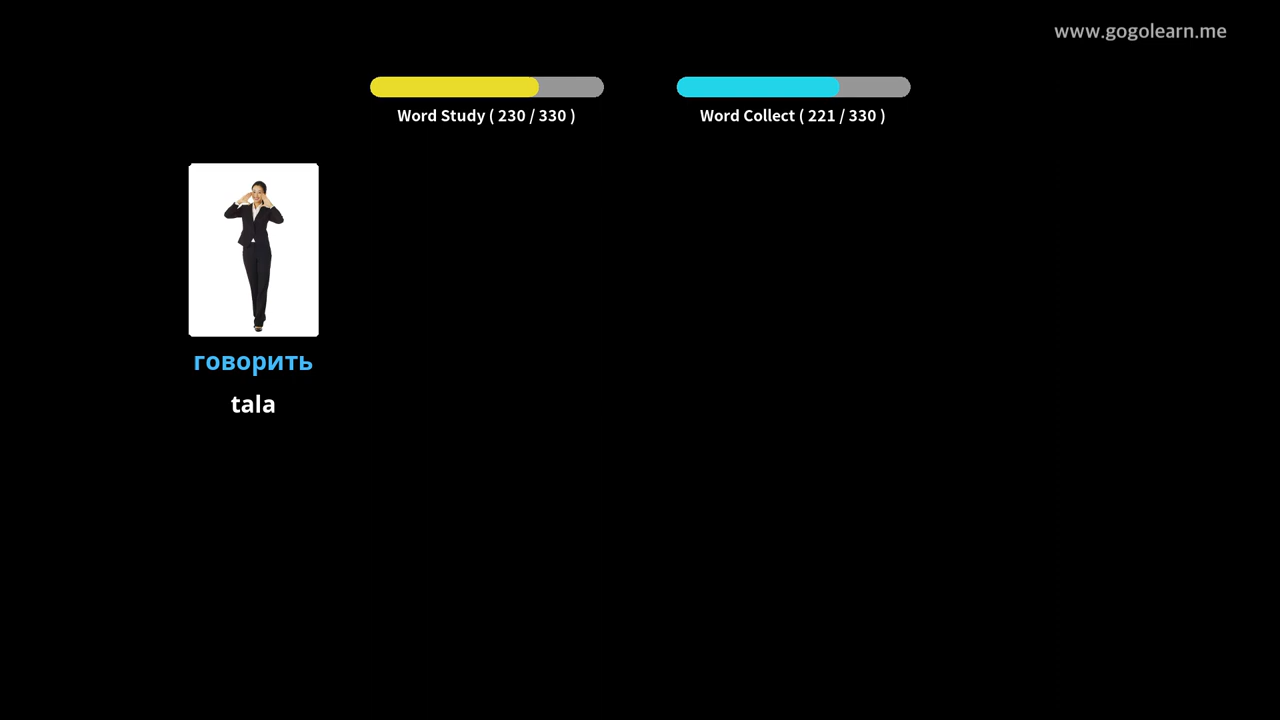 www.gogolearn.me
Word Study ( 230 / 330 )
Word Collect ( 221 / 330 )
говорить
tala